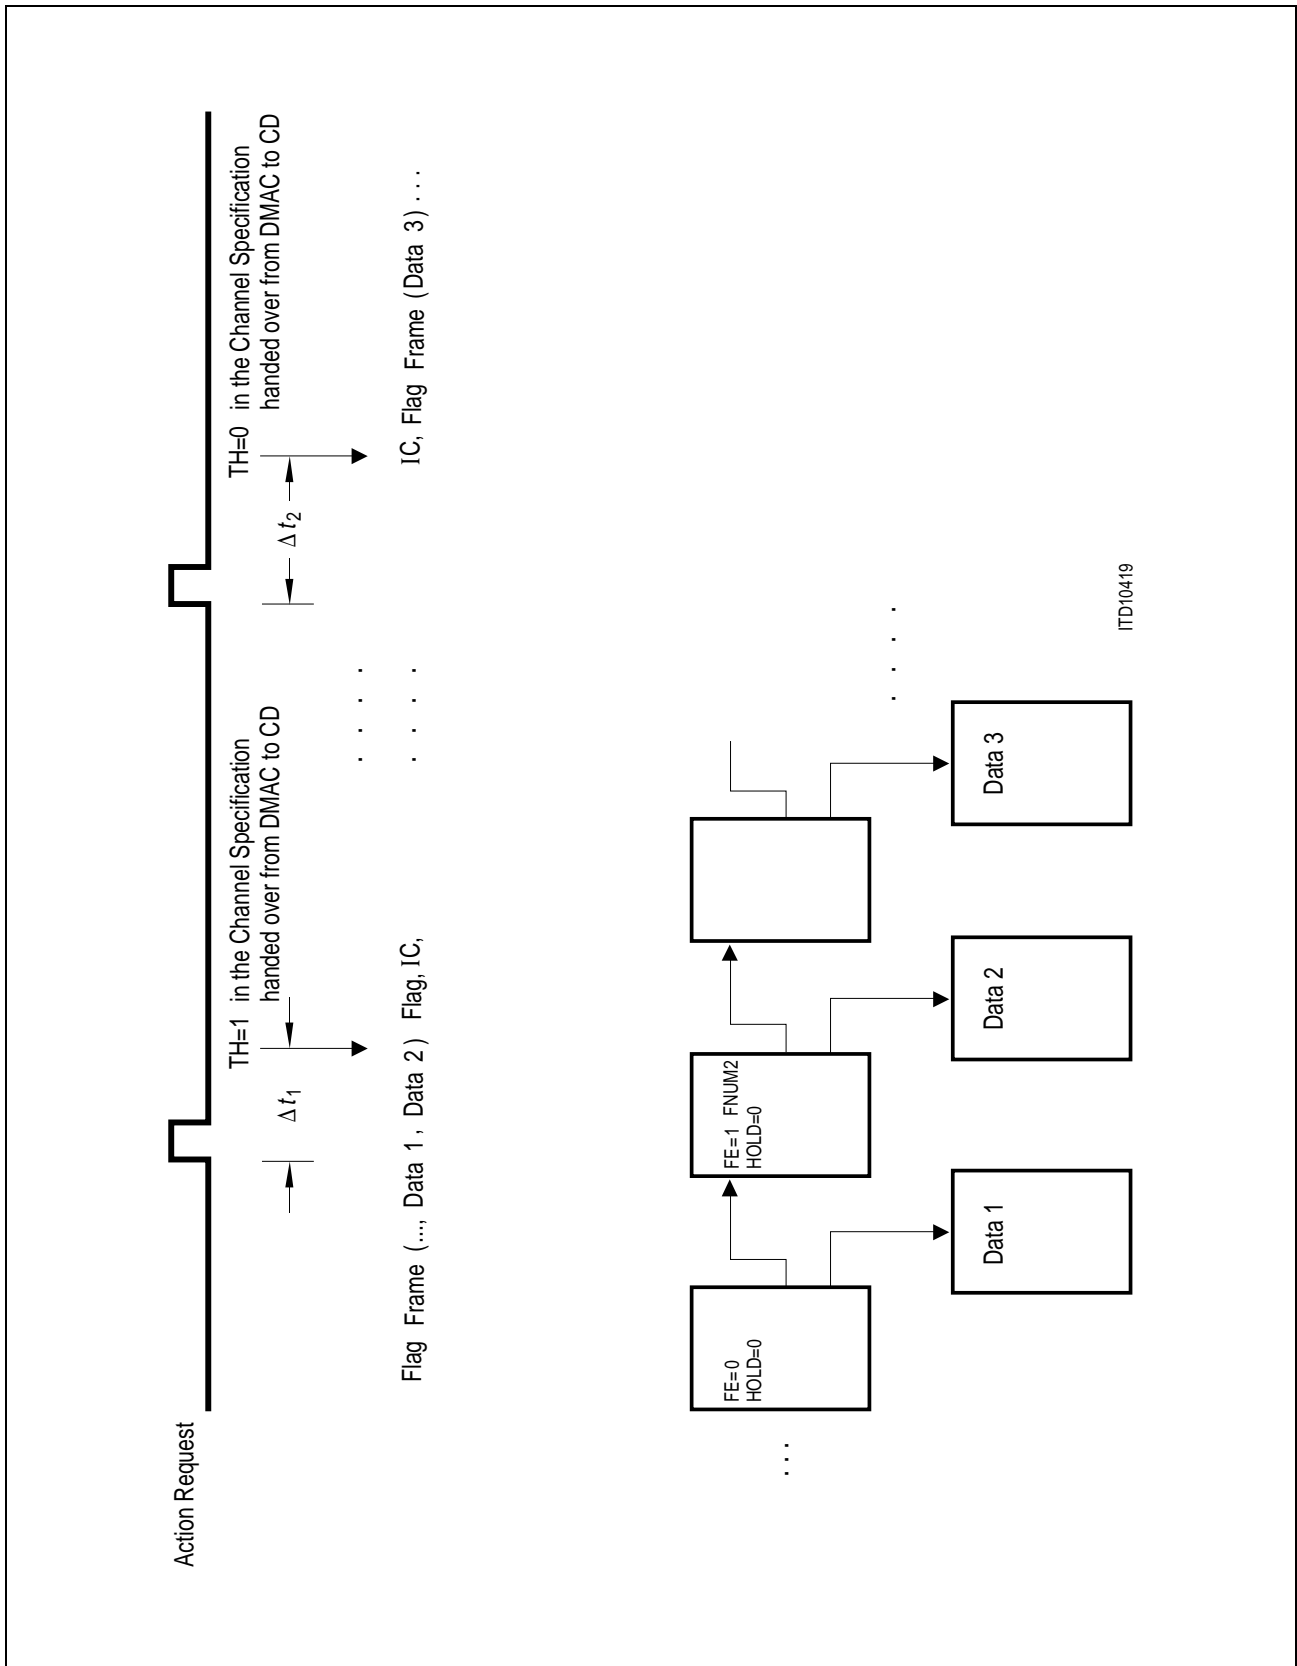 Action Request
TH=1 in the Channel Specification
handed over from DMAC to CD
TH=0 in the Channel Specification
handed over from DMAC to CD
Δt1
Δt2
. . . .
. . . .
Flag Frame (..., Data 1, Data 2) Flag, IC,
IC, Flag Frame (Data 3) . . .
. . .
FE=0
HOLD=0
FE=1 FNUM2
HOLD=0
. . . .
Data 1
Data 2
Data 3
ITD10419